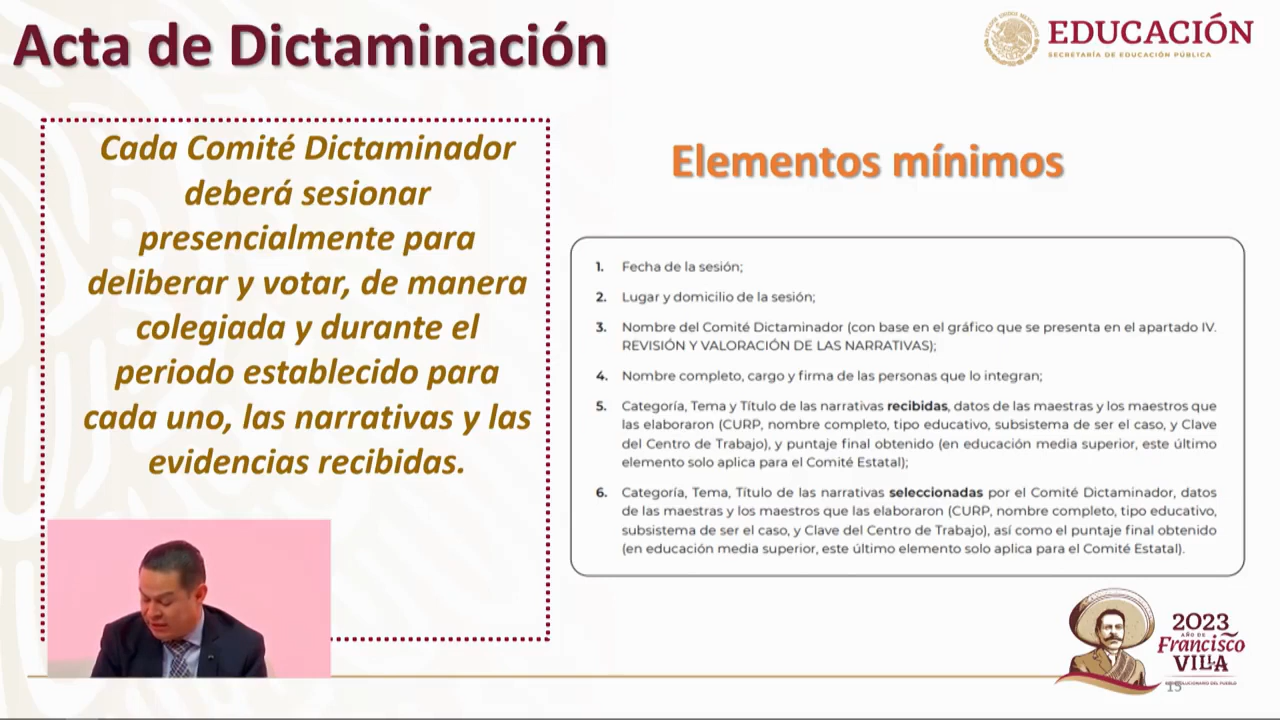 Acta de Dictaminación
EDUCACIÓN
SECRETARÍA DE EDUCACIÓN PÚBLICA
Cada Comité Dictaminador
deberá sesionar
presencialmente para
deliberar y votar, de manera
colegiada y durante el
periodo establecido para
cada uno, las narrativas y las
evidencias recibidas.
Elementos mínimos
1. Fecha de la sesión;
2. Lugar y domicilio de la sesión;
3. Nombre del Comité Dictaminador (con base en el gráfico que se presenta en el apartado IV.
REVISIÓN Y VALORACIÓN DE LAS NARRATIVAS);
4. Nombre completo, cargo y firma de las personas que lo integran;
5. Categoría, Tema y Título de las narrativas recibidas, datos de las maestras y los maestros que
las elaboraron (CURP, nombre completo, tipo educativo, subsistema de ser el caso, y Clave
del Centro de Trabajo), y puntaje final obtenido (en educación media superior, este último
elemento solo aplica para el Comité Estatal);
6. Categoría, Tema, Título de las narrativas seleccionadas por el Comité Dictaminador, datos
de las maestras y los maestros que las elaboraron (CURP, nombre completo, tipo educativo,
subsistema de ser el caso, y Clave del Centro de Trabajo), así como el puntaje final obtenido
(en educación media superior, este último elemento solo aplica para el Comité Estatal).
2023
AÑO DE
Francisco
VILLA
DEL PUEBLO
15